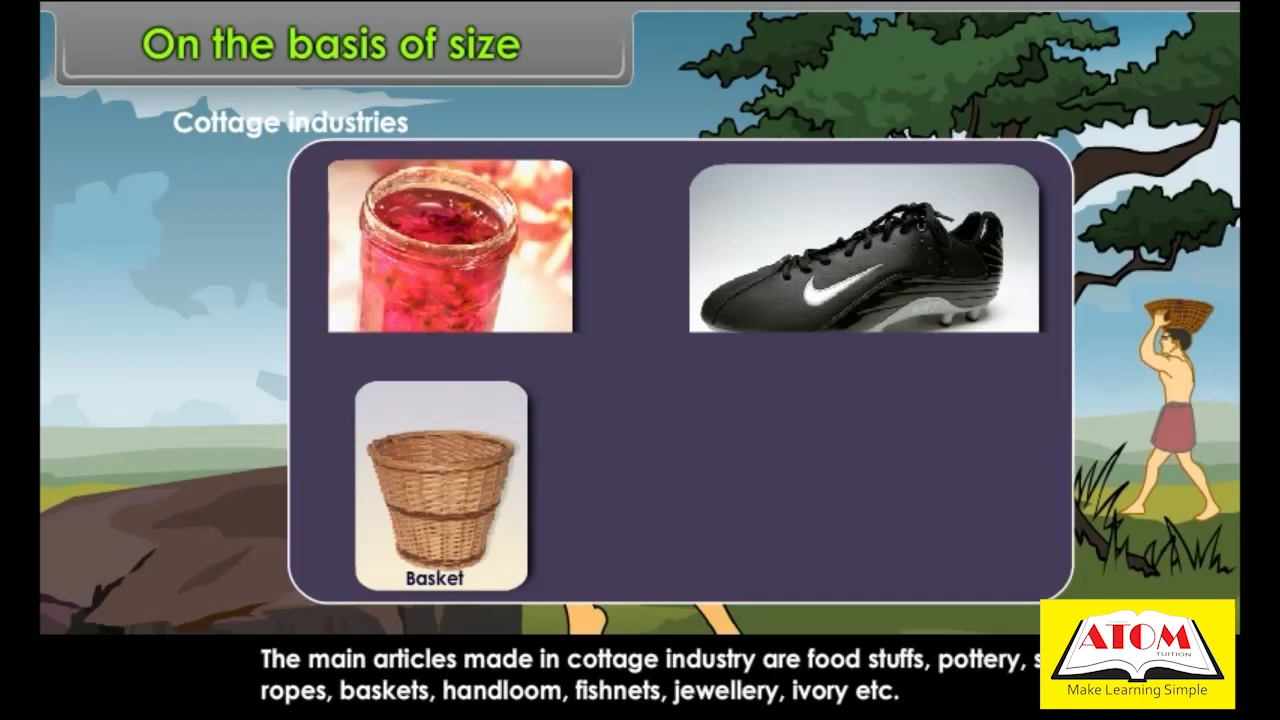 On the basis of size
Cottage industries
Basket
The main articles made in cottage industry are food stuffs, pottery,
ropes, baskets, handloom, fishnets, jewellery, ivory etc.
ATOM
TUITION
Make Learning Simple